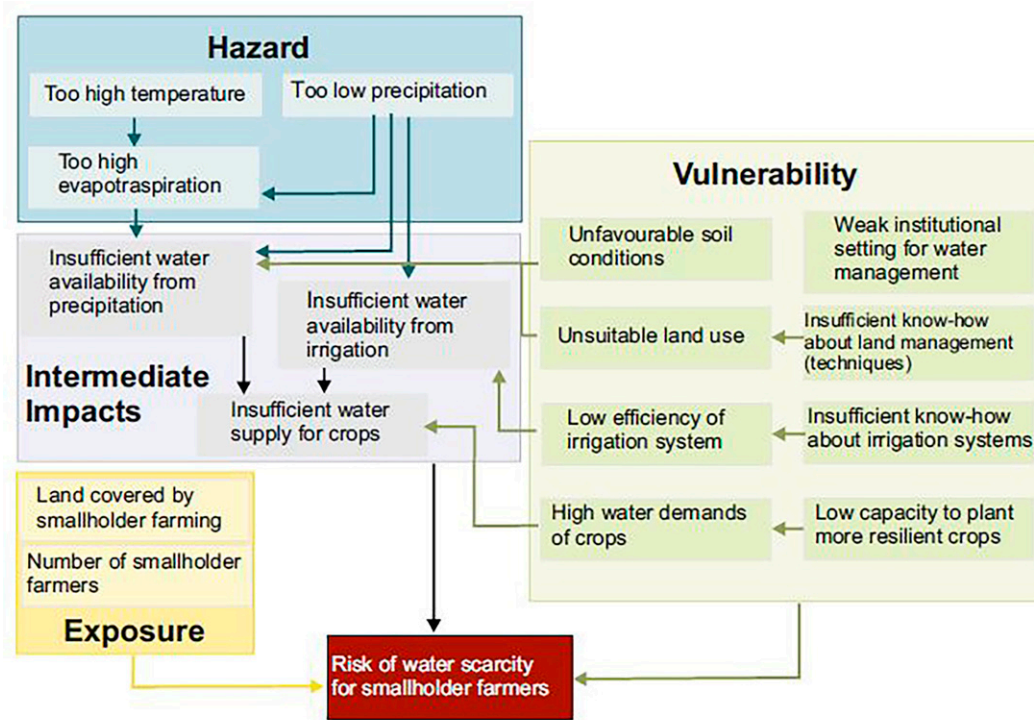 Hazard
Too high temperature
Too low precipitation
Too high
evapotraspiration
Insufficient water
availability from
precipitation
Insufficient water
availability from
irrigation
Intermediate
Impacts
Insufficient water
supply for crops
Land covered by
smallholder farming
Number of smallholder
farmers
Exposure
Vulnerability
Unfavourable soil
conditions
Weak institutional
setting for water
management
Unsuitable land use
Insufficient know-how
about land management
(techniques)
Low efficiency of
irrigation system
Insufficient know-how
about irrigation systems
High water demands
of crops
Low capacity to plant
more resilient crops
Risk of water scarcity
for smallholder farmers